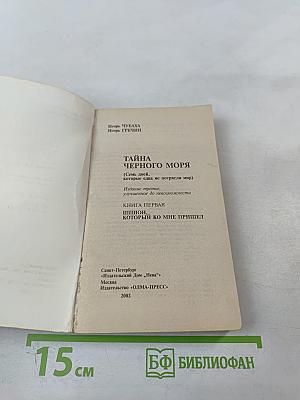 Игорь ЧУБАХА
Игорь ГРЕЧИН
ТАЙНА
ЧЕРНОГО МОРЯ
(Семь дней,
которые едва не потрясли мир)
Издание третье,
улучшенное до невозможности
КНИГА ПЕРВАЯ
ШПИОН,
КОТОРЫЙ КО МНЕ ПРИШЕЛ
Санкт-Петербург
«Издательский Дом „Нева“»
Москва
Издательство «ОЛМА-ПРЕСС»
2003
15 см
БФ БИБЛИОФАН